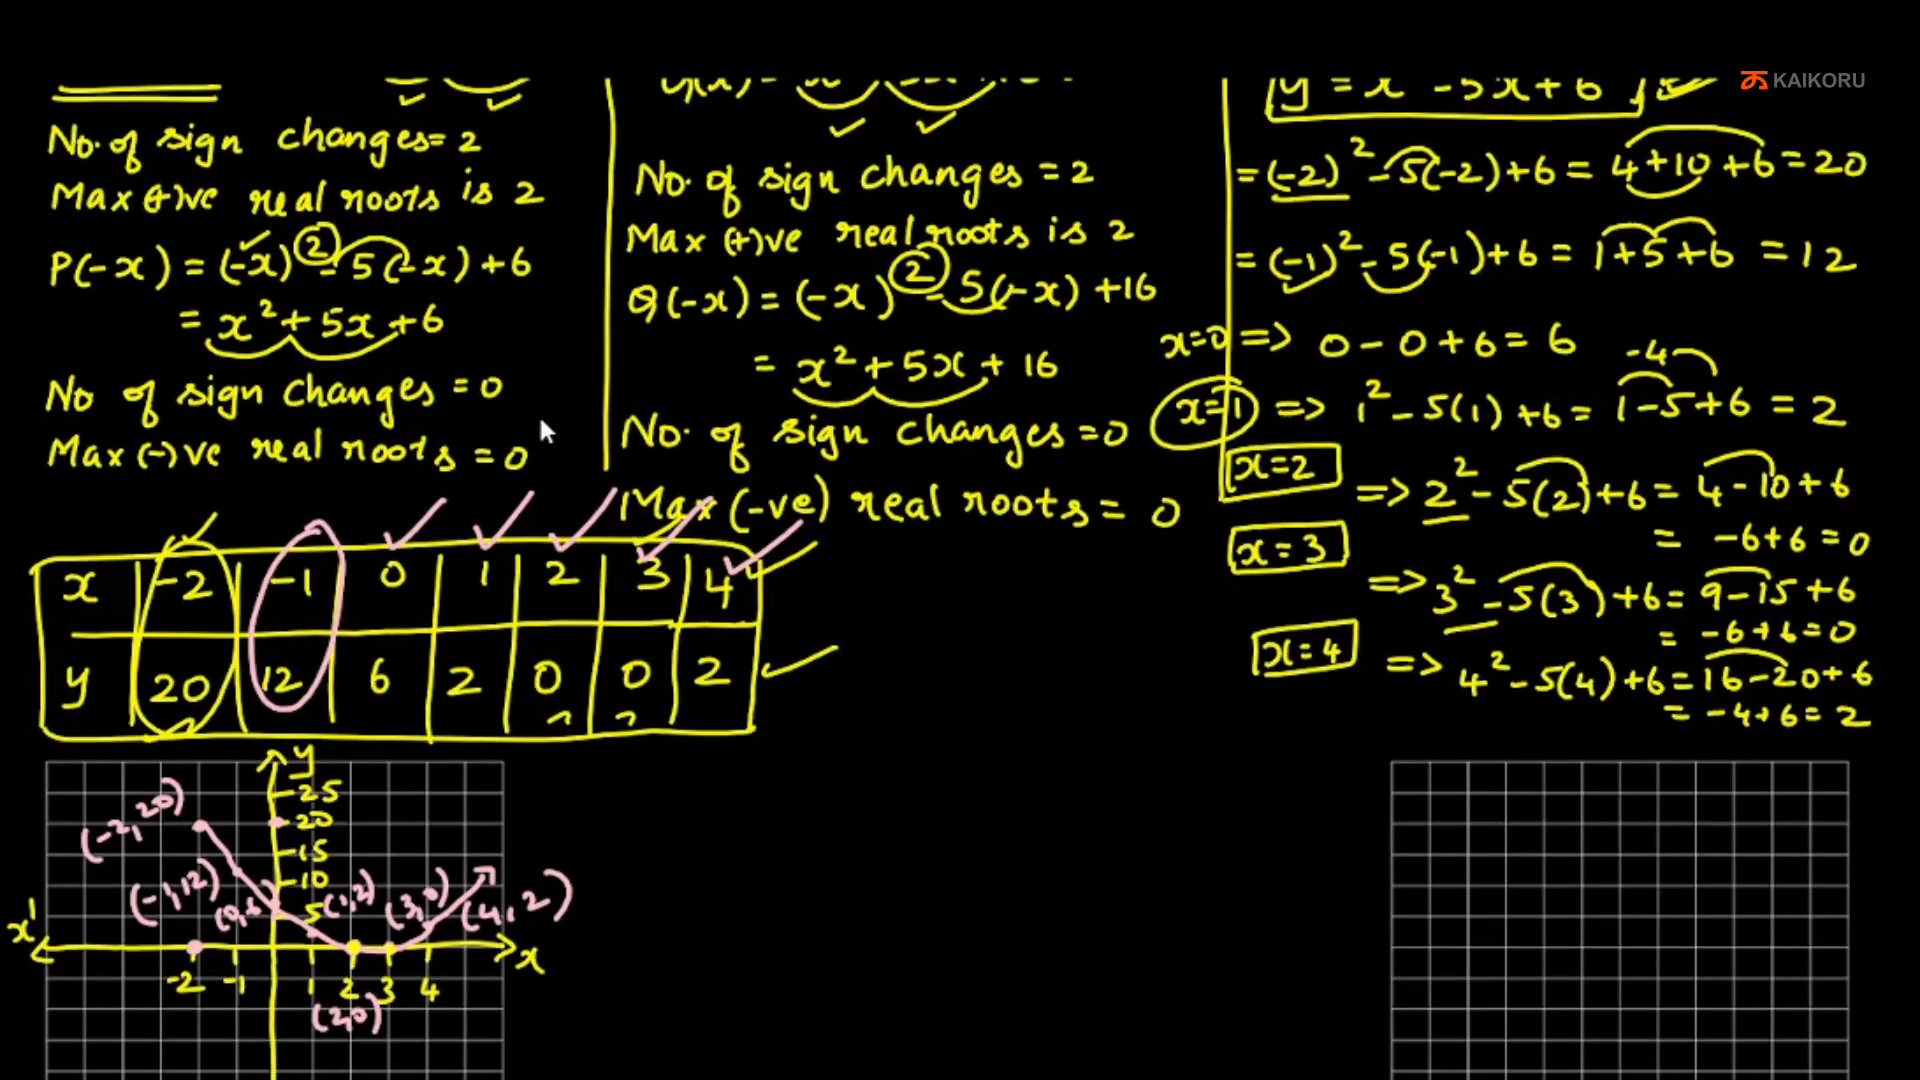 No. of sign changes = 2
Max (+)ve real roots is 2
P(-x) = (-x)² - 5(-x) + 6
= x² + 5x + 6
No of sign changes = 0
Max (-)ve real roots = 0
No. of sign changes = 2
Max (+)ve real roots is 2
Q(-x) = (-x)² - 5(-x) + 16
= x² + 5x + 16
No. of sign changes = 0
Max (-ve) real roots = 0
KAIKORU
y = x - 5x + 6
= (-2)² - 5(-2) + 6 = 4 + 10 + 6 = 20
= (-1)² - 5(-1) + 6 = 1 + 5 + 6 = 12
x=0 => 0 - 0 + 6 = 6
-4
x=1 => 1² - 5(1) + 6 = 1 - 5 + 6 = 2
x=2 => 2² - 5(2) + 6 = 4 - 10 + 6
= -6 + 6 = 0
x=3 => 3² - 5(3) + 6 = 9 - 15 + 6
= -6 + 6 = 0
x=4 => 4² - 5(4) + 6 = 16 - 20 + 6
= -4 + 6 = 2
x -2 -1 0 1 2 3 4
y 20 12 6 2 0 0 2
y
25
20
15
10
5
(-2, 20)
(-1, 12)
(1, 2)
(3, 0)
(4, 2)
x'
x
-2 -1 1 2 3 4
(2, 0)